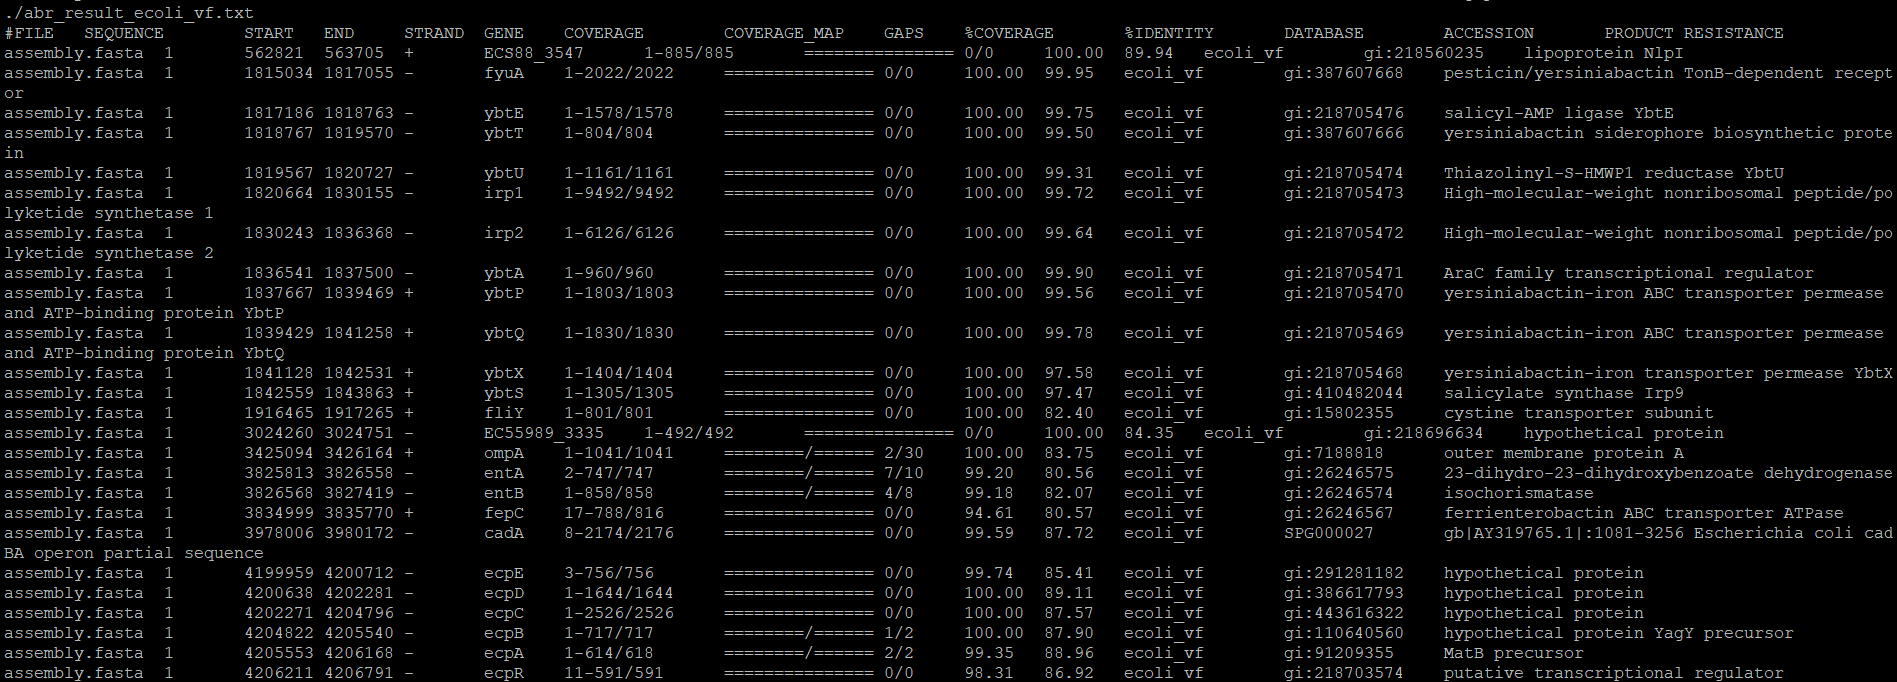 ./abr_result_ecoli_vf.txt
#FILE SEQUENCE START END STRAND GENE COVERAGE COVERAGE_MAP GAPS %COVERAGE %IDENTITY DATABASE ACCESSION PRODUCT RESISTANCE
assembly.fasta 1 562821 563705 + ECS88_3547 1-885/885 =============== 0/0 100.00 89.94 ecoli_vf gi:218560235 lipoprotein NlpI
assembly.fasta 1 1815034 1817055 - fyuA 1-2022/2022 =============== 0/0 100.00 99.95 ecoli_vf gi:387607668 pesticin/yersiniabactin TonB-dependent recept
or
assembly.fasta 1 1817186 1818763 - ybtE 1-1578/1578 =============== 0/0 100.00 99.75 ecoli_vf gi:218705476 salicyl-AMP ligase YbtE
assembly.fasta 1 1818767 1819570 - ybtT 1-804/804 =============== 0/0 100.00 99.50 ecoli_vf gi:387607666 yersiniabactin siderophore biosynthetic prote
in
assembly.fasta 1 1819567 1820727 - ybtU 1-1161/1161 =============== 0/0 100.00 99.31 ecoli_vf gi:218705474 Thiazolinyl-S-HMWP1 reductase YbtU
assembly.fasta 1 1820664 1830155 - irp1 1-9492/9492 =============== 0/0 100.00 99.72 ecoli_vf gi:218705473 High-molecular-weight nonribosomal peptide/po
lyketide synthetase 1
assembly.fasta 1 1830243 1836368 - irp2 1-6126/6126 =============== 0/0 100.00 99.64 ecoli_vf gi:218705472 High-molecular-weight nonribosomal peptide/po
lyketide synthetase 2
assembly.fasta 1 1836541 1837500 - ybtA 1-960/960 =============== 0/0 100.00 99.90 ecoli_vf gi:218705471 AraC family transcriptional regulator
assembly.fasta 1 1837667 1839469 + ybtP 1-1803/1803 =============== 0/0 100.00 99.56 ecoli_vf gi:218705470 yersiniabactin-iron ABC transporter permease
and ATP-binding protein YbtP
assembly.fasta 1 1839429 1841258 + ybtQ 1-1830/1830 =============== 0/0 100.00 99.78 ecoli_vf gi:218705469 yersiniabactin-iron ABC transporter permease
and ATP-binding protein YbtQ
assembly.fasta 1 1841128 1842531 + ybtX 1-1404/1404 =============== 0/0 100.00 97.58 ecoli_vf gi:218705468 yersiniabactin-iron transporter permease YbtX
assembly.fasta 1 1842559 1843863 + ybtS 1-1305/1305 =============== 0/0 100.00 97.47 ecoli_vf gi:410482044 salicylate synthase Irp9
assembly.fasta 1 1916465 1917265 + fliY 1-801/801 =============== 0/0 100.00 82.40 ecoli_vf gi:15802355 cystine transporter subunit
assembly.fasta 1 3024260 3024751 - EC55989_3335 1-492/492 =============== 0/0 100.00 84.35 ecoli_vf gi:218696634 hypothetical protein
assembly.fasta 1 3425094 3426164 + ompA 1-1041/1041 ========/====== 2/30 100.00 83.75 ecoli_vf gi:7188818 outer membrane protein A
assembly.fasta 1 3825813 3826558 - entA 2-747/747 ========/====== 7/10 99.20 80.56 ecoli_vf gi:26246575 23-dihydro-23-dihydroxybenzoate dehydrogenase
assembly.fasta 1 3826568 3827419 - entB 1-858/858 ========/====== 4/8 99.18 82.07 ecoli_vf gi:26246574 isochorismatase
assembly.fasta 1 3834999 3835770 + fepC 17-788/816 =============== 0/0 94.61 80.57 ecoli_vf gi:26246567 ferrienterobactin ABC transporter ATPase
assembly.fasta 1 3978006 3980172 - cadA 8-2174/2176 =============== 0/0 99.59 87.72 ecoli_vf SPG000027 gb|AY319765.1|:1081-3256 Escherichia coli cad
BA operon partial sequence
assembly.fasta 1 4199959 4200712 - ecpE 3-756/756 =============== 0/0 99.74 85.41 ecoli_vf gi:291281182 hypothetical protein
assembly.fasta 1 4200638 4202281 - ecpD 1-1644/1644 =============== 0/0 100.00 89.11 ecoli_vf gi:386617793 hypothetical protein
assembly.fasta 1 4202271 4204796 - ecpC 1-2526/2526 =============== 0/0 100.00 87.57 ecoli_vf gi:443616322 hypothetical protein
assembly.fasta 1 4204822 4205540 - ecpB 1-717/717 ========/====== 1/2 100.00 87.90 ecoli_vf gi:110640560 hypothetical protein YagY precursor
assembly.fasta 1 4205553 4206168 - ecpA 1-614/618 ========/====== 2/2 99.35 88.96 ecoli_vf gi:91209355 MatB precursor
assembly.fasta 1 4206211 4206791 - ecpR 11-591/591 =============== 0/0 98.31 86.92 ecoli_vf gi:218703574 putative transcriptional regulator